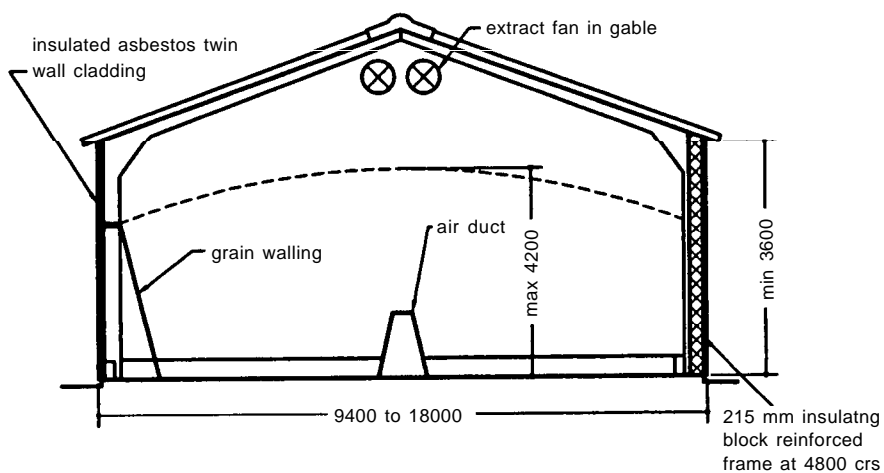 extract fan in gable
insulated asbestos twin
wall cladding
air duct
grain walling
max 4200
min 3600
9400 to 18000
215 mm insulatng
block reinforced
frame at 4800 crs